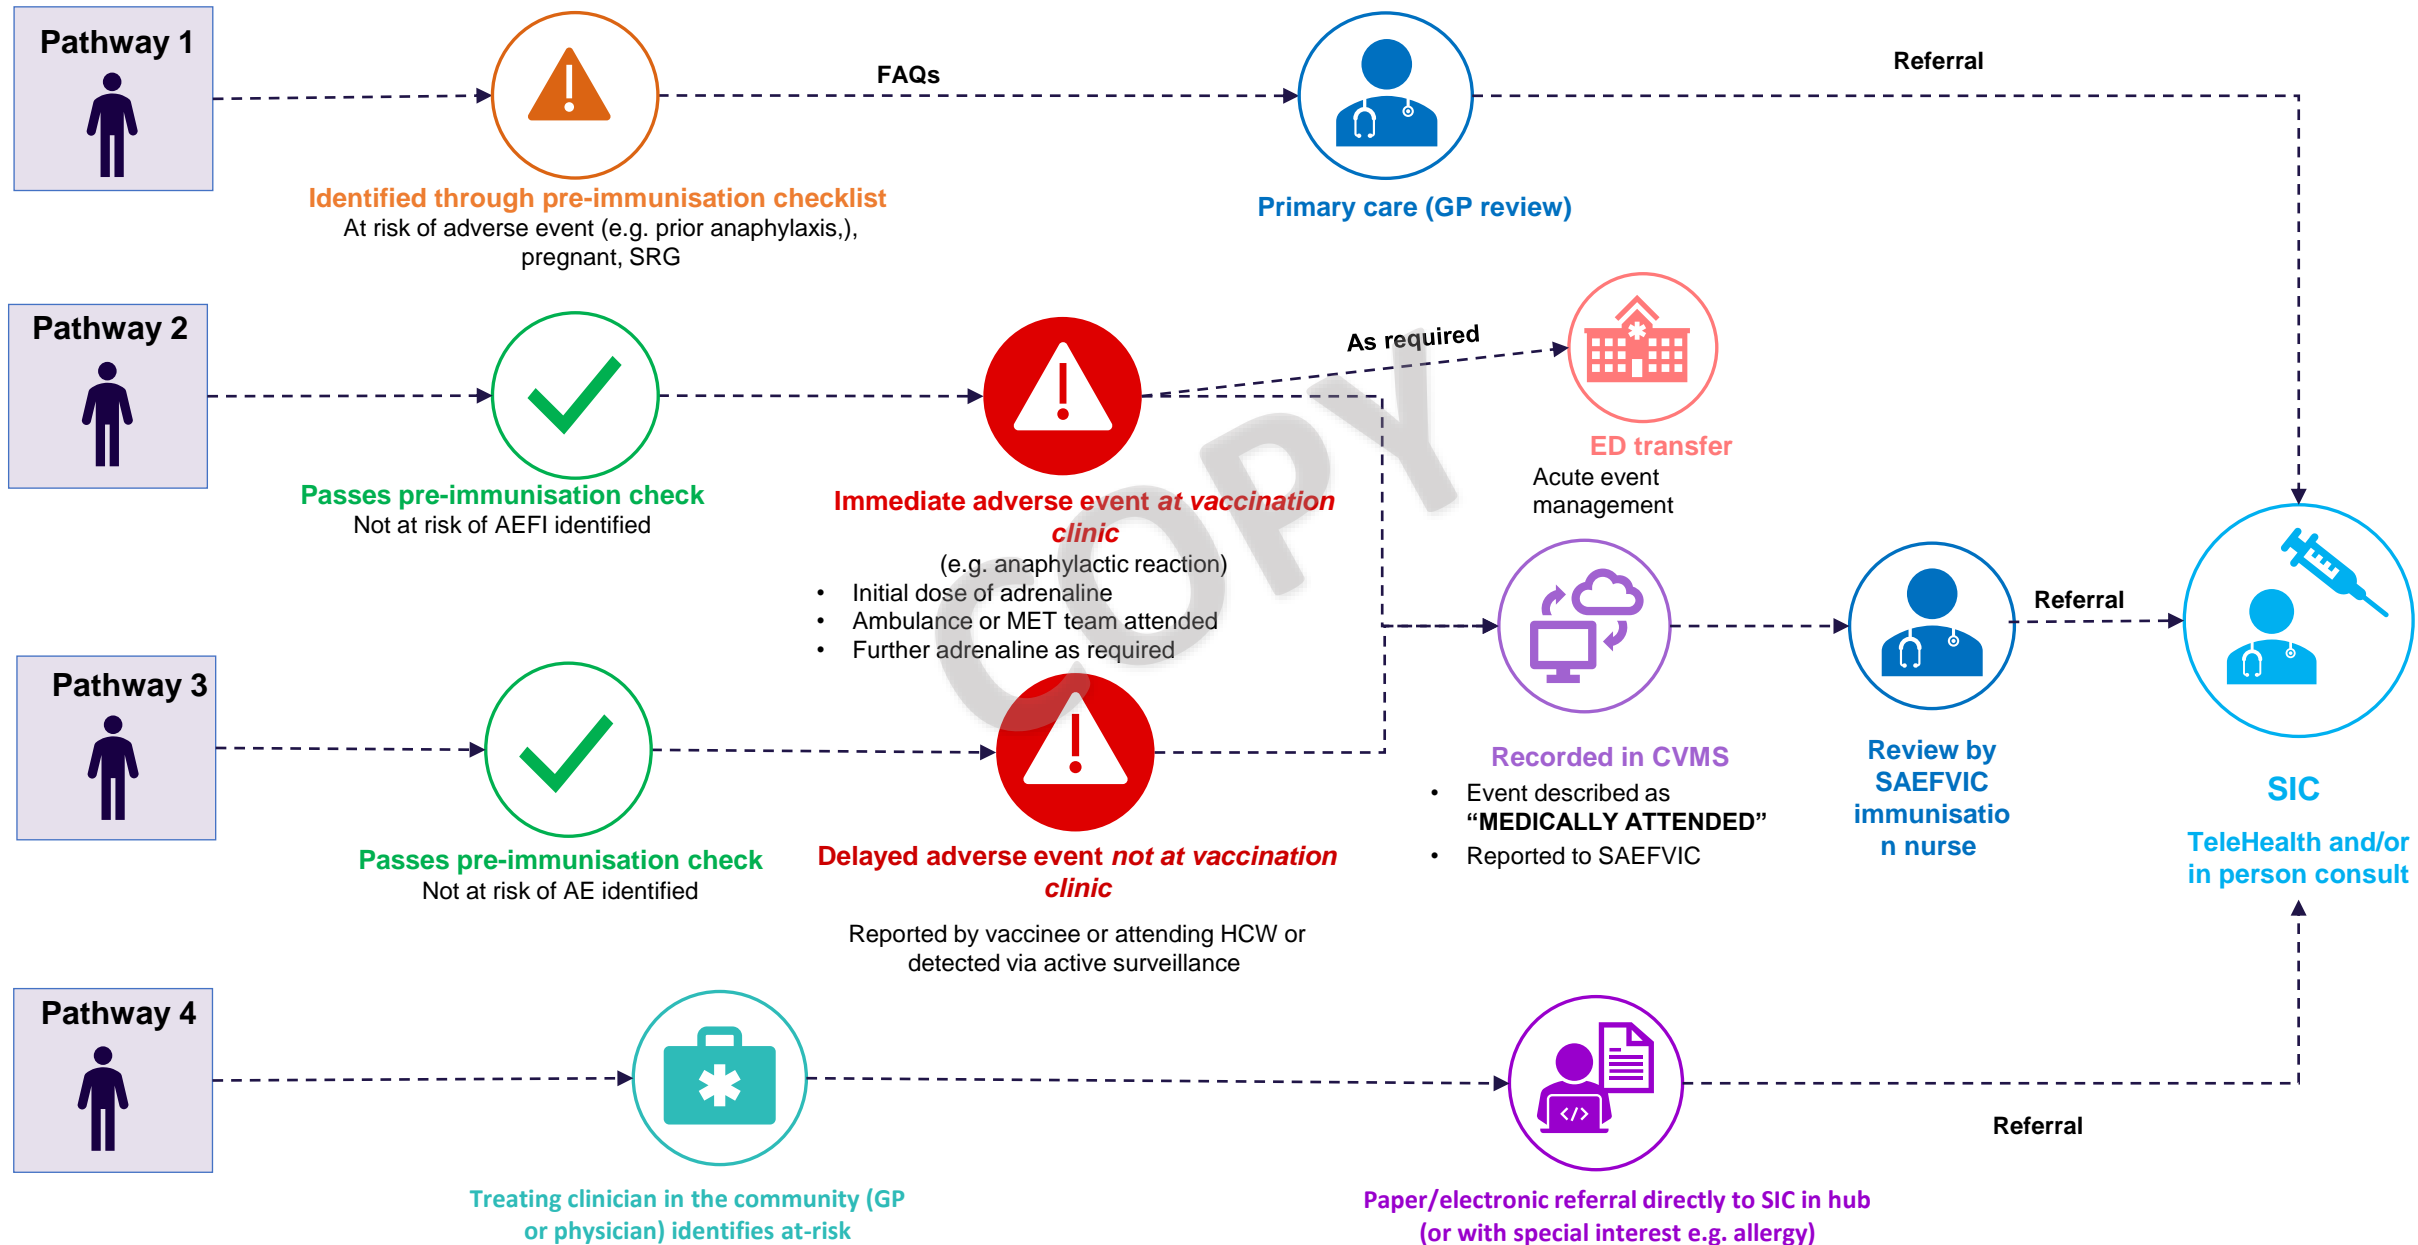 Pathway 1
FAQs
Referral
Identified through pre-immunisation checklist
At risk of adverse event (e.g. prior anaphylaxis,),
pregnant, SRG
Primary care (GP review)
Pathway 2
As required
Passes pre-immunisation check
Not at risk of AEFI identified
Immediate adverse event at vaccination
clinic
(e.g. anaphylactic reaction)
• Initial dose of adrenaline
• Ambulance or MET team attended
• Further adrenaline as required
ED transfer
Acute event
management
COPY
Pathway 3
Passes pre-immunisation check
Not at risk of AE identified
Delayed adverse event not at vaccination
clinic
Reported by vaccinee or attending HCW or
detected via active surveillance
Recorded in CVMS
• Event described as
“MEDICALLY ATTENDED”
• Reported to SAEFVIC
Review by
SAEFVIC
immunisatio
n nurse
Referral
SIC
TeleHealth and/or
in person consult
Pathway 4
Treating clinician in the community (GP
or physician) identifies at-risk
</>
Paper/electronic referral directly to SIC in hub
(or with special interest e.g. allergy)
Referral